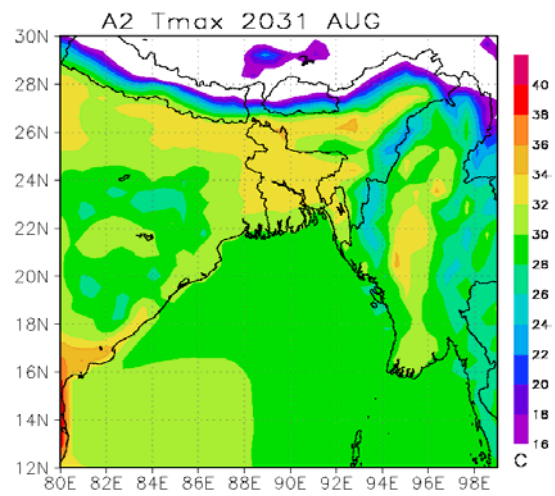 A2 Tmax 2031 AUG
30N
28N
26N
24N
22N
20N
18N
16N
14N
12N
80E 82E 84E 86E 88E 90E 92E 94E 96E 98E
40
38
36
34
32
30
28
26
24
22
20
18
16
C